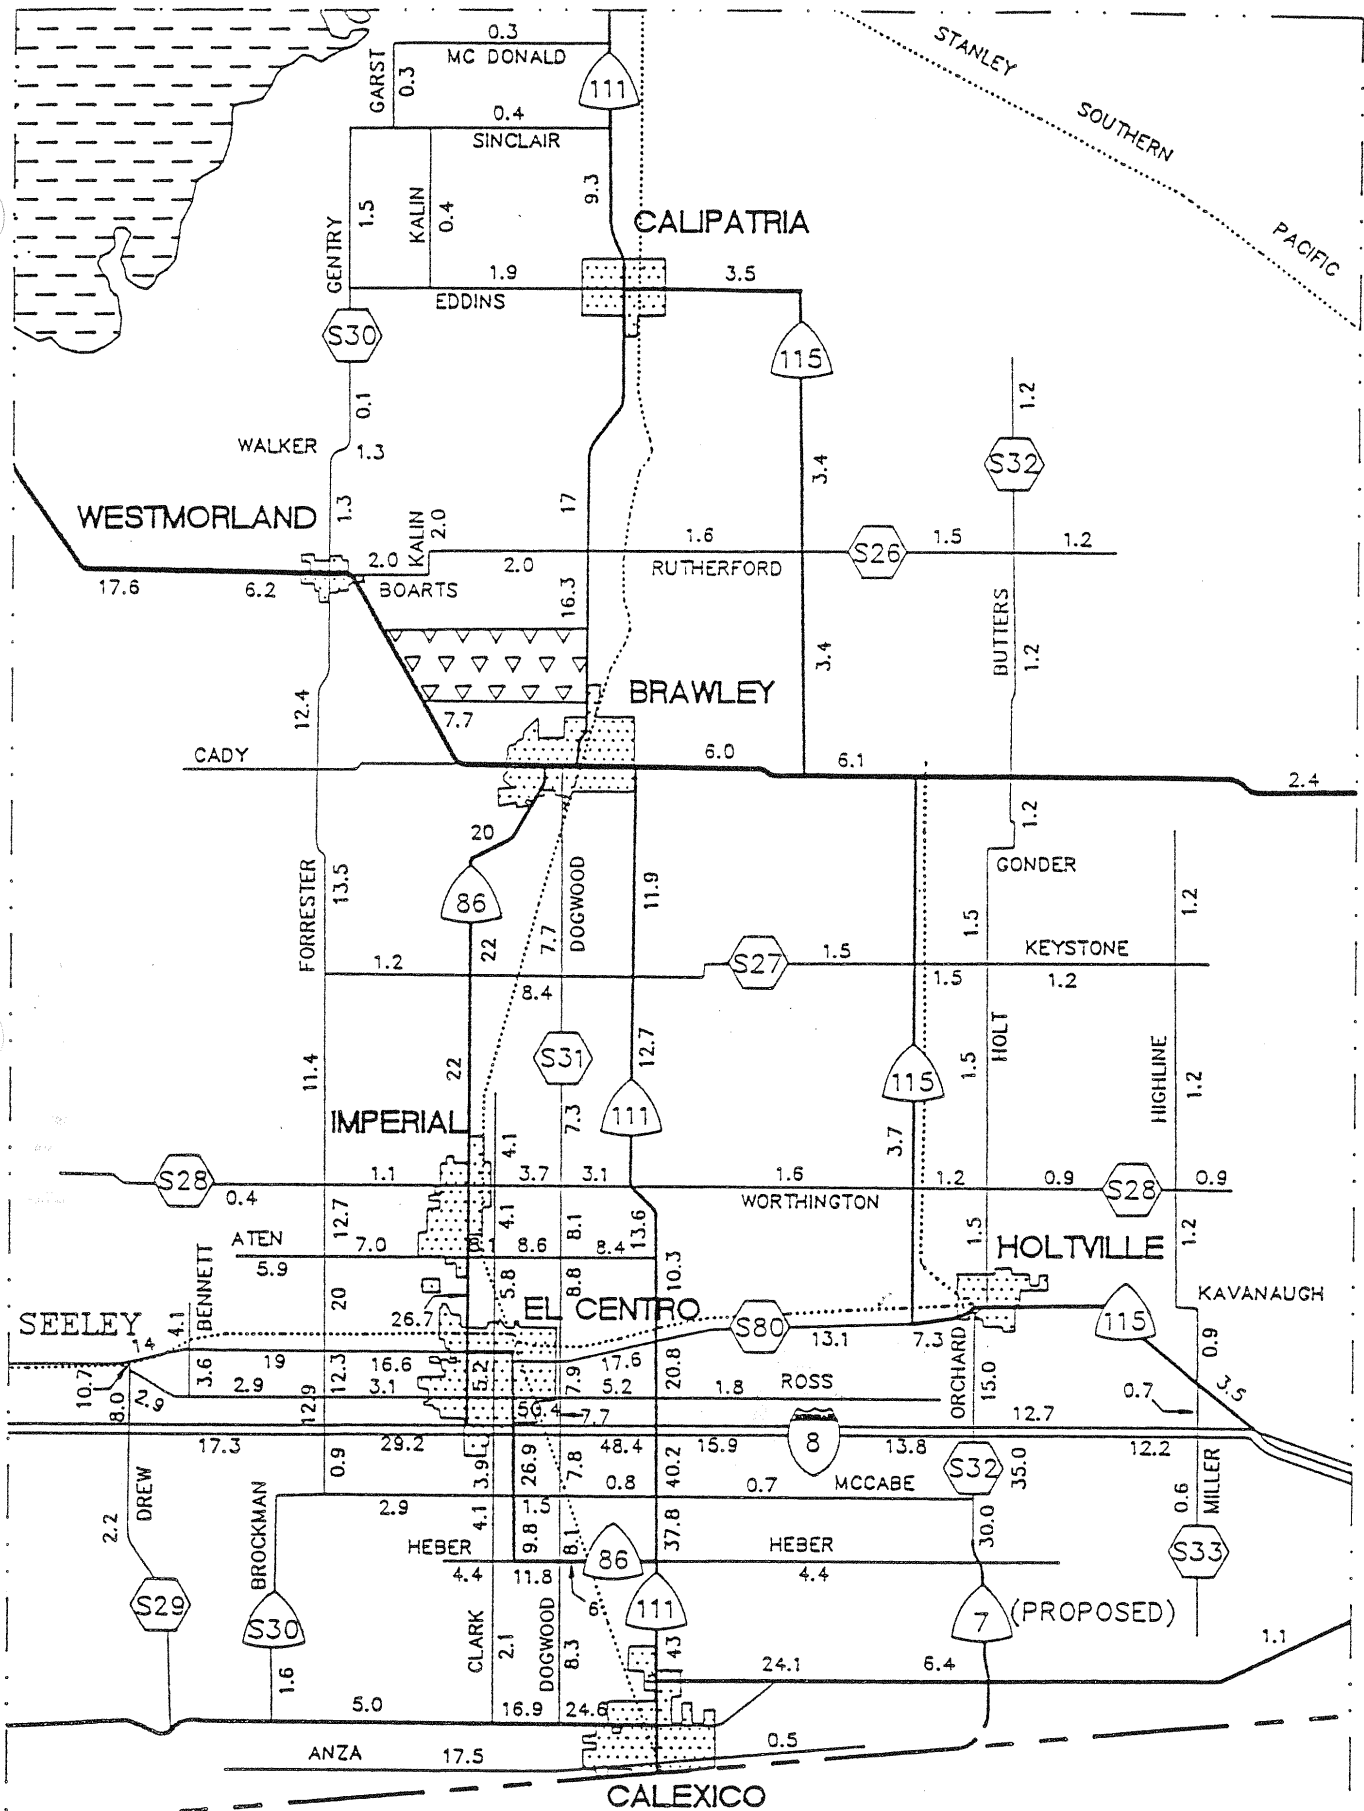 0.3
MC DONALD
GARST
0.3
111
STANLEY
SOUTHERN
PACIFIC
0.4
SINCLAIR
GENTRY
1.5
KALIN
0.4
9.3
CALIPATRIA
1.9
EDDINS
3.5
S30
115
0.1
WALKER
1.3
1.2
S32
3.4
WESTMORLAND
1.3
KALIN
2.0
17
1.6
S26
1.5
1.2
2.0
2.0
RUTHERFORD
17.6
6.2
BOARTS
16.3
BUTTERS
1.2
3.4
12.4
7.7
BRAWLEY
CADY
6.0
6.1
2.4
20
1.2
GONDER
FORRESTER
13.5
86
DOGWOOD
7.7
11.9
1.5
1.2
22
1.2
S27
1.5
KEYSTONE
8.4
1.5
1.2
11.4
22
S31
12.7
115
1.5
HOLT
HIGHLINE
1.2
IMPERIAL
4.1
7.3
111
3.7
S28
0.4
1.1
3.7
3.1
1.6
WORTHINGTON
1.2
0.9
S28
0.9
12.7
4.1
8.1
13.6
1.5
1.2
ATEN
5.9
7.0
8.1
8.6
8.4
HOLTVILLE
BENNETT
4.1
20
5.8
8.8
10.3
KAVANAUGH
SEELEY
14
26.7
EL CENTRO
S80
13.1
7.3
115
0.9
10.7
3.6
19
12.3
16.6
5.2
7.9
17.6
20.8
ORCHARD
15.0
8.0
2.9
2.9
3.1
5.2
1.8
ROSS
0.7
3.5
12.9
50.4
7.7
12.7
17.3
29.2
48.4
15.9
8
13.8
12.2
0.9
3.9
26.9
7.8
40.2
0.8
0.7
MCCABE
S32
35.0
DREW
2.2
BROCKMAN
2.9
4.1
1.5
9.8
8.1
37.8
30.0
0.6
MILLER
HEBER
4.4
11.8
86
HEBER
4.4
S33
S29
S30
6
111
7
(PROPOSED)
CLARK
2.1
DOGWOOD
8.3
43
1.6
24.1
6.4
1.1
5.0
16.9
24.6
ANZA
17.5
0.5
CALEXICO